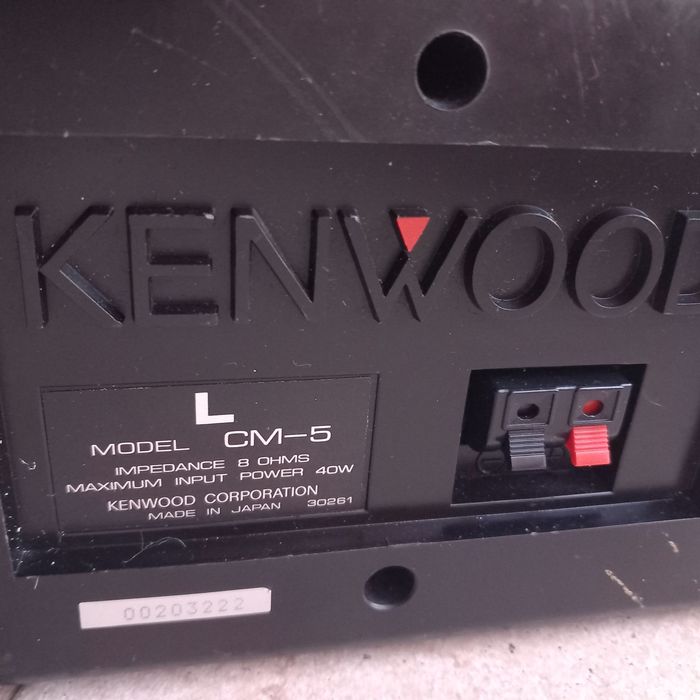 KENWOOD
L
MODEL CM-5
IMPEDANCE 8 OHMS
MAXIMUM INPUT POWER 40W
KENWOOD CORPORATION
MADE IN JAPAN 30261
00203222